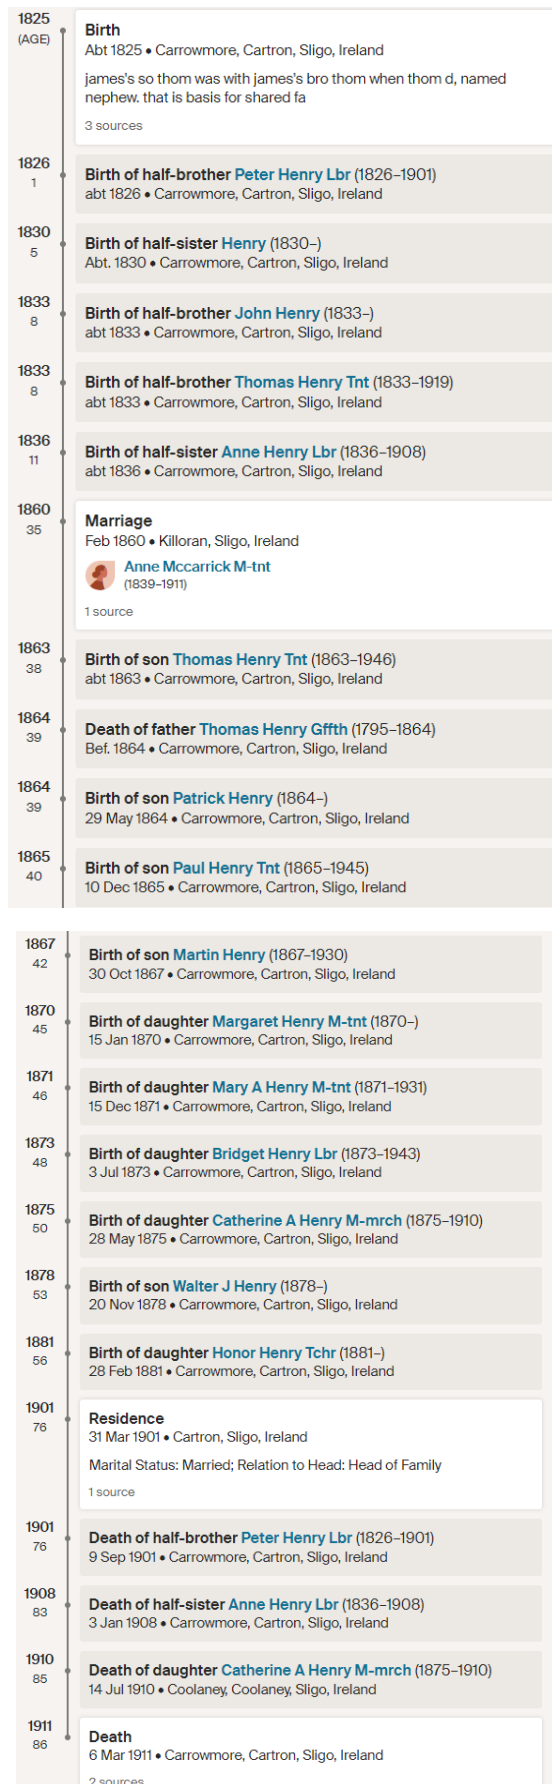 1825
(AGE)
Birth
Abt 1825 • Carrowmore, Cartron, Sligo, Ireland
james's so thom was with james's bro thom when thom d, named
nephew. that is basis for shared fa
3 sources
1826
1
Birth of half-brother Peter Henry Lbr (1826–1901)
abt 1826 • Carrowmore, Cartron, Sligo, Ireland
1830
5
Birth of half-sister Henry (1830–)
Abt. 1830 • Carrowmore, Cartron, Sligo, Ireland
1833
8
Birth of half-brother John Henry (1833–)
abt 1833 • Carrowmore, Cartron, Sligo, Ireland
1833
8
Birth of half-brother Thomas Henry Tnt (1833–1919)
abt 1833 • Carrowmore, Cartron, Sligo, Ireland
1836
11
Birth of half-sister Anne Henry Lbr (1836–1908)
abt 1836 • Carrowmore, Cartron, Sligo, Ireland
1860
35
Marriage
Feb 1860 • Killoran, Sligo, Ireland
Anne Mccarrick M-tnt
(1839–1911)
1 source
1863
38
Birth of son Thomas Henry Tnt (1863–1946)
abt 1863 • Carrowmore, Cartron, Sligo, Ireland
1864
39
Death of father Thomas Henry Gffth (1795–1864)
Bef. 1864 • Carrowmore, Cartron, Sligo, Ireland
1864
39
Birth of son Patrick Henry (1864–)
29 May 1864 • Carrowmore, Cartron, Sligo, Ireland
1865
40
Birth of son Paul Henry Tnt (1865–1945)
10 Dec 1865 • Carrowmore, Cartron, Sligo, Ireland
1867
42
Birth of son Martin Henry (1867–1930)
30 Oct 1867 • Carrowmore, Cartron, Sligo, Ireland
1870
45
Birth of daughter Margaret Henry M-tnt (1870–)
15 Jan 1870 • Carrowmore, Cartron, Sligo, Ireland
1871
46
Birth of daughter Mary A Henry M-tnt (1871–1931)
15 Dec 1871 • Carrowmore, Cartron, Sligo, Ireland
1873
48
Birth of daughter Bridget Henry Lbr (1873–1943)
3 Jul 1873 • Carrowmore, Cartron, Sligo, Ireland
1875
50
Birth of daughter Catherine A Henry M-mrch (1875–1910)
28 May 1875 • Carrowmore, Cartron, Sligo, Ireland
1878
53
Birth of son Walter J Henry (1878–)
20 Nov 1878 • Carrowmore, Cartron, Sligo, Ireland
1881
56
Birth of daughter Honor Henry Tchr (1881–)
28 Feb 1881 • Carrowmore, Cartron, Sligo, Ireland
1901
76
Residence
31 Mar 1901 • Cartron, Sligo, Ireland
Marital Status: Married; Relation to Head: Head of Family
1 source
1901
76
Death of half-brother Peter Henry Lbr (1826–1901)
9 Sep 1901 • Carrowmore, Cartron, Sligo, Ireland
1908
83
Death of half-sister Anne Henry Lbr (1836–1908)
3 Jan 1908 • Carrowmore, Cartron, Sligo, Ireland
1910
85
Death of daughter Catherine A Henry M-mrch (1875–1910)
14 Jul 1910 • Coolaney, Coolaney, Sligo, Ireland
1911
86
Death
6 Mar 1911 • Carrowmore, Cartron, Sligo, Ireland
2 sources